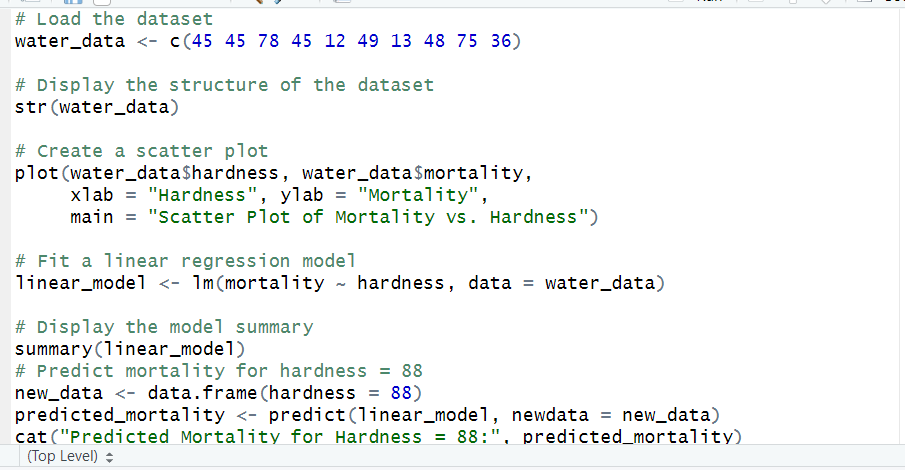 # Load the dataset
water_data <- c(45 45 78 45 12 49 13 48 75 36)
# Display the structure of the dataset
str(water_data)
# Create a scatter plot
plot(water_data$hardness, water_data$mortality,
xlab = "Hardness", ylab = "Mortality",
main = "Scatter Plot of Mortality vs. Hardness")
# Fit a linear regression model
linear_model <- lm(mortality ~ hardness, data = water_data)
# Display the model summary
summary(linear_model)
# Predict mortality for hardness = 88
new_data <- data.frame(hardness = 88)
predicted_mortality <- predict(linear_model, newdata = new_data)
cat("Predicted Mortality for Hardness = 88:", predicted_mortality)
(Top Level)